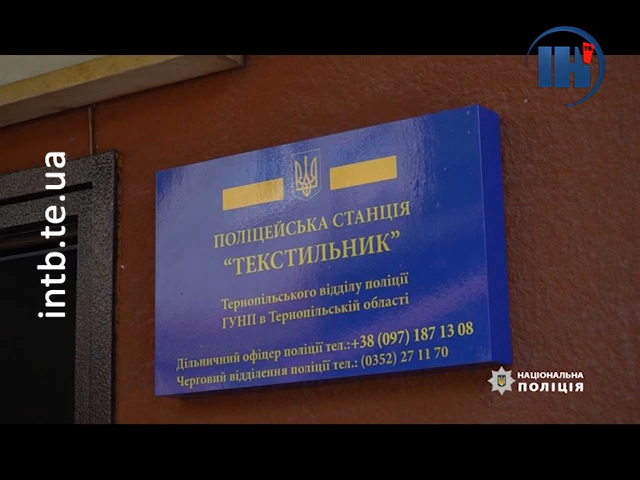 ІН ТБ
intb.te.ua
ПОЛІЦЕЙСЬКА СТАНЦІЯ
“ТЕКСТИЛЬНИК”
Тернопільського відділу поліції
ГУНП в Тернопільській області
Дільничний офіцер поліції тел.:+38 (097) 187 13 08
Черговий відділення поліції тел.: (0352) 27 11 70
НАЦІОНАЛЬНА
ПОЛІЦІЯ